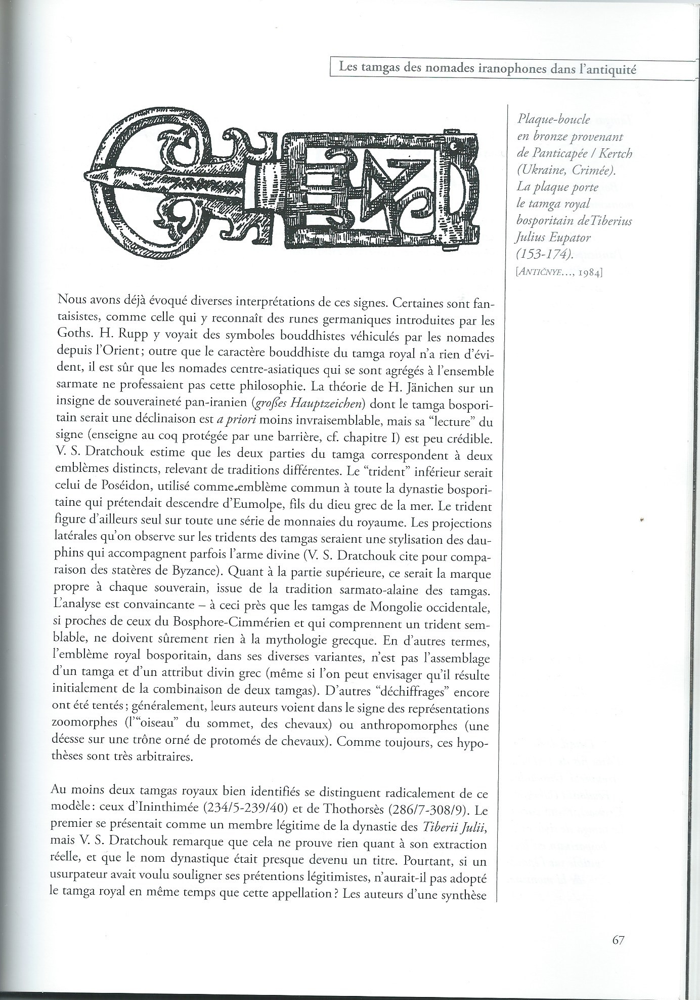 Les tamgas des nomades iranophones dans l'antiquité
Plaque-boucle
en bronze provenant
de Panticapée / Kertch
(Ukraine, Crimée).
La plaque porte
le tamga royal
bosporitain de Tiberius
Julius Eupator
(153-174).
[ANTIČNYE..., 1984]
Nous avons déjà évoqué diverses interprétations de ces signes. Certaines sont fan-
taisistes, comme celle qui y reconnaît des runes germaniques introduites par les
Goths. H. Rupp y voyait des symboles bouddhistes véhiculés par les nomades
depuis l'Orient; outre que le caractère bouddhiste du tamga royal n'a rien d'évi-
dent, il est sûr que les nomades centre-asiatiques qui se sont agrégés à l'ensemble
sarmate ne professaient pas cette philosophie. La théorie de H. Jänichen sur un
insigne de souveraineté pan-iranien (großes Hauptzeichen) dont le tamga bospori-
tain serait une déclinaison est a priori moins invraisemblable, mais sa “lecture” du
signe (enseigne au coq protégée par une barrière, cf. chapitre I) est peu crédible.
V. S. Dratchouk estime que les deux parties du tamga correspondent à deux
emblèmes distincts, relevant de traditions différentes. Le “trident” inférieur serait
celui de Poséidon, utilisé comme emblème commun à toute la dynastie bospori-
taine qui prétendait descendre d'Eumolpe, fils du dieu grec de la mer. Le trident
figure d'ailleurs seul sur toute une série de monnaies du royaume. Les projections
latérales qu'on observe sur les tridents des tamgas seraient une stylisation des dau-
phins qui accompagnent parfois l'arme divine (V. S. Dratchouk cite pour compa-
raison des statères de Byzance). Quant à la partie supérieure, ce serait la marque
propre à chaque souverain, issue de la tradition sarmato-alaine des tamgas.
L'analyse est convaincante – à ceci près que les tamgas de Mongolie occidentale,
si proches de ceux du Bosphore-Cimmérien et qui comprennent un trident sem-
blable, ne doivent sûrement rien à la mythologie grecque. En d'autres termes,
l'emblème royal bosporitain, dans ses diverses variantes, n'est pas l'assemblage
d'un tamga et d'un attribut divin grec (même si l'on peut envisager qu'il résulte
initialement de la combinaison de deux tamgas). D'autres “déchiffrages” encore
ont été tentés; généralement, leurs auteurs voient dans le signe des représentations
zoomorphes (l'“oiseau” du sommet, des chevaux) ou anthropomorphes (une
déesse sur une trône orné de protomés de chevaux). Comme toujours, ces hypo-
thèses sont très arbitraires.
Au moins deux tamgas royaux bien identifiés se distinguent radicalement de ce
modèle: ceux d'Ininthimée (234/5-239/40) et de Thothorsès (286/7-308/9). Le
premier se présentait comme un membre légitime de la dynastie des Tiberii Julii,
mais V. S. Dratchouk remarque que cela ne prouve rien quant à son extraction
réelle, et que le nom dynastique était presque devenu un titre. Pourtant, si un
usurpateur avait voulu souligner ses prétentions légitimistes, n'aurait-il pas adopté
le tamga royal en même temps que cette appellation? Les auteurs d'une synthèse
67